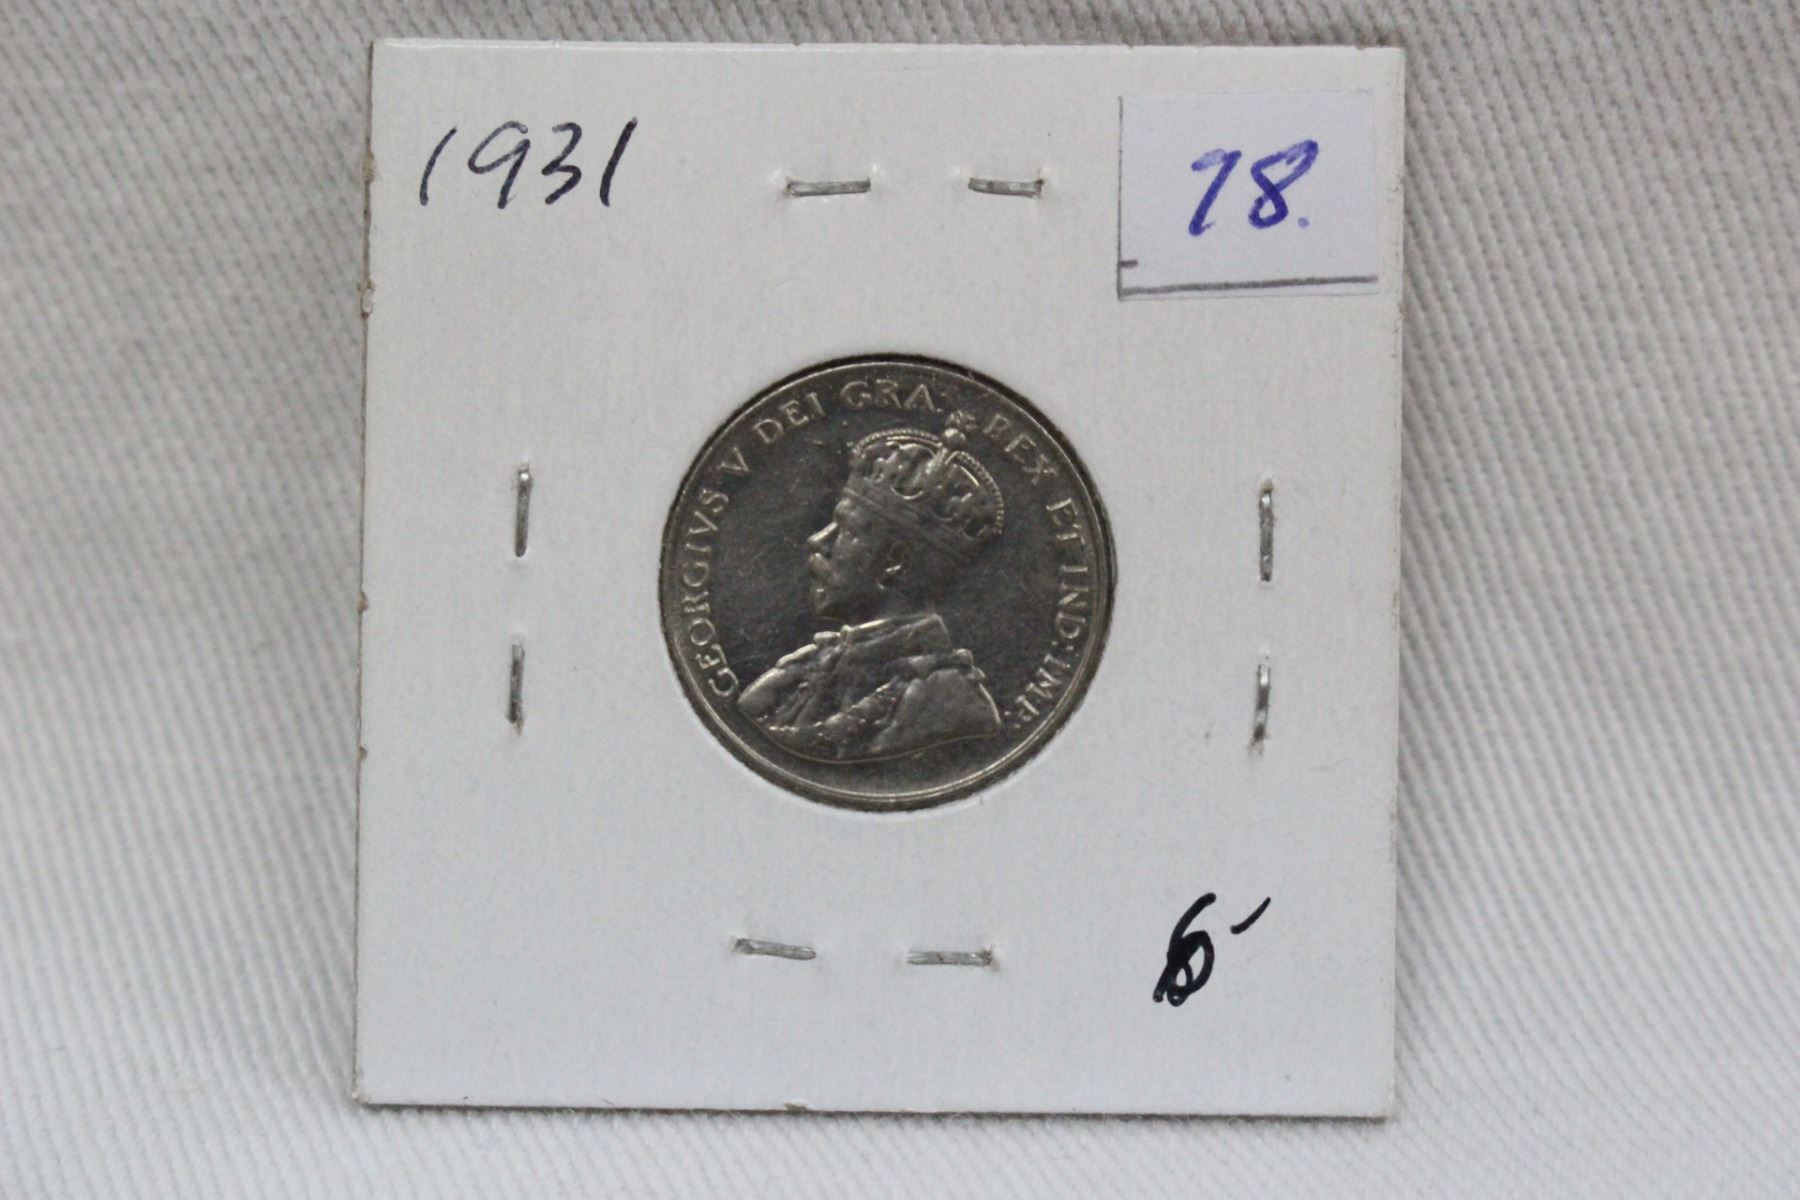 1931
78.
GEORGIVS V DEI GRA: REX ET IND: IMP:
6-